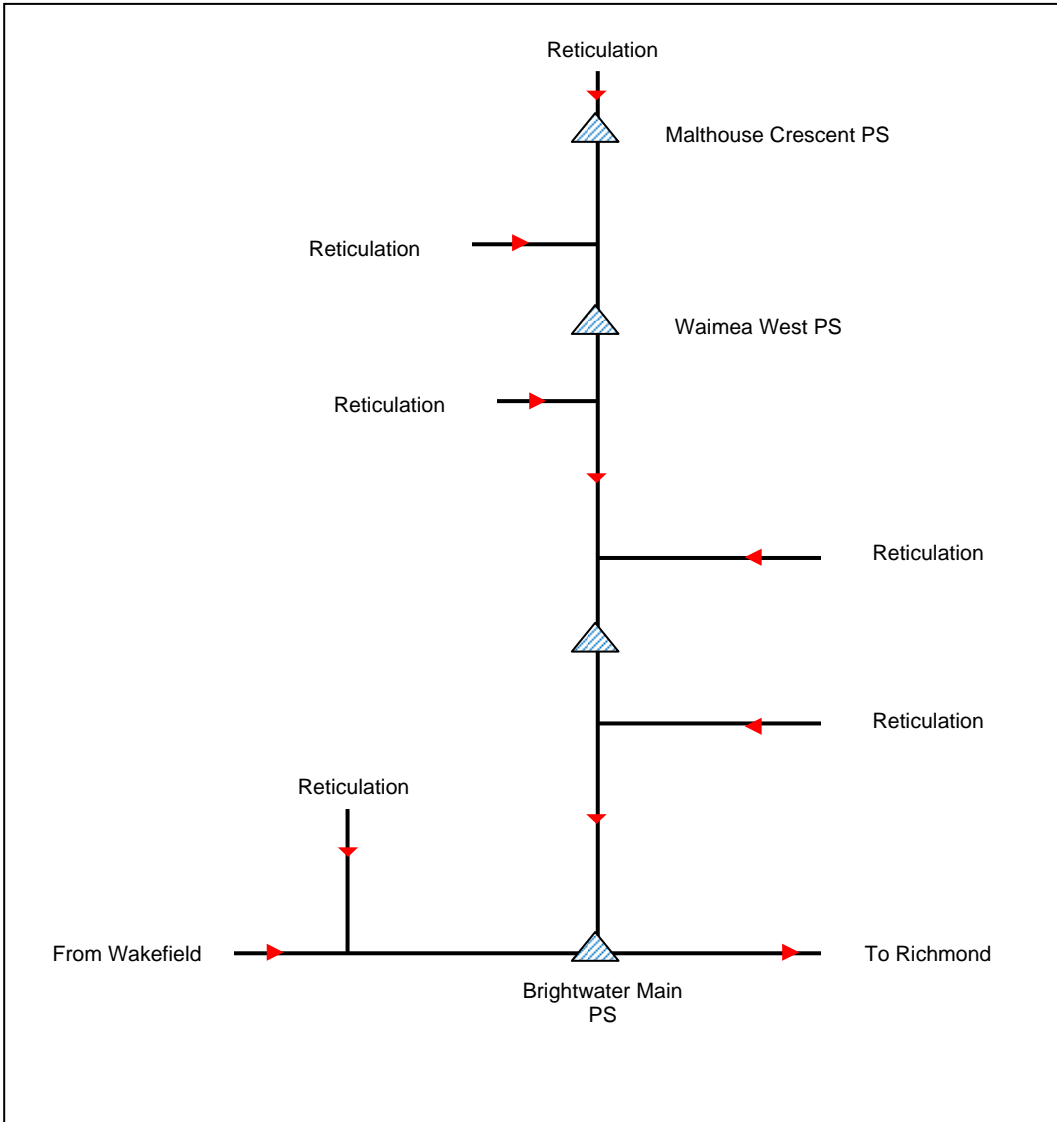 Reticulation
Malthouse Crescent PS
Reticulation
Waimea West PS
Reticulation
Reticulation
Reticulation
Reticulation
From Wakefield
To Richmond
Brightwater Main
PS